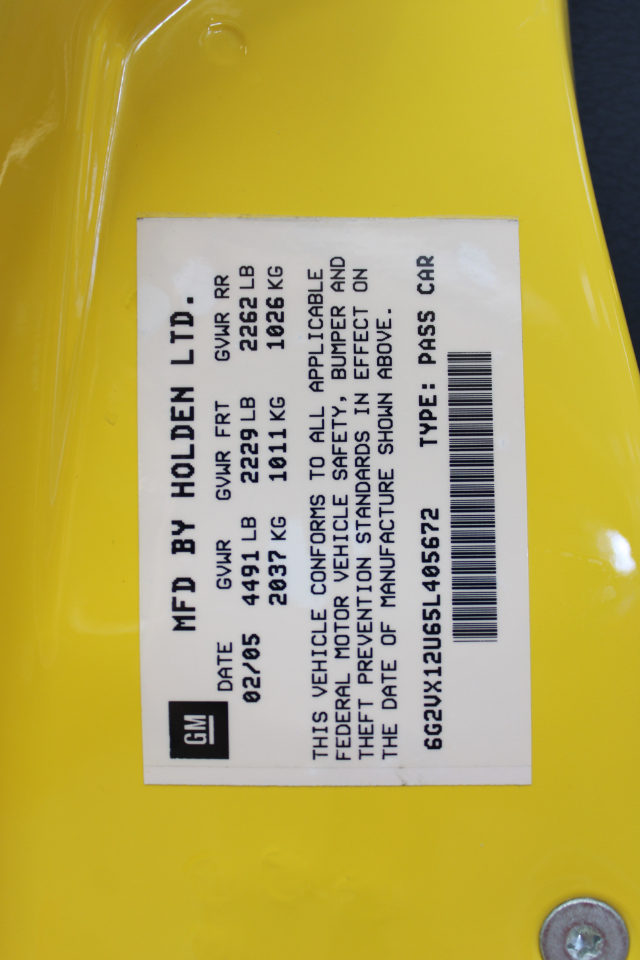 GM
MFD BY HOLDEN LTD.
DATE GVWR GVWR FRT GVWR RR
02/05 4491 LB 2229 LB 2262 LB
2037 KG 1011 KG 1026 KG
THIS VEHICLE CONFORMS TO ALL APPLICABLE
FEDERAL MOTOR VEHICLE SAFETY, BUMPER AND
THEFT PREVENTION STANDARDS IN EFFECT ON
THE DATE OF MANUFACTURE SHOWN ABOVE.
6G2VX12U65L405672 TYPE: PASS CAR